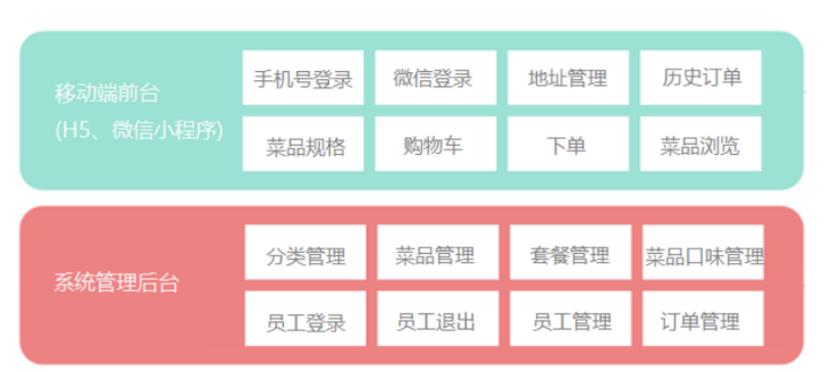 移动端前台
(H5、微信小程序)
手机号登录 微信登录 地址管理 历史订单
菜品规格 购物车 下单 菜品浏览
系统管理后台
分类管理 菜品管理 套餐管理 菜品口味管理
员工登录 员工退出 员工管理 订单管理